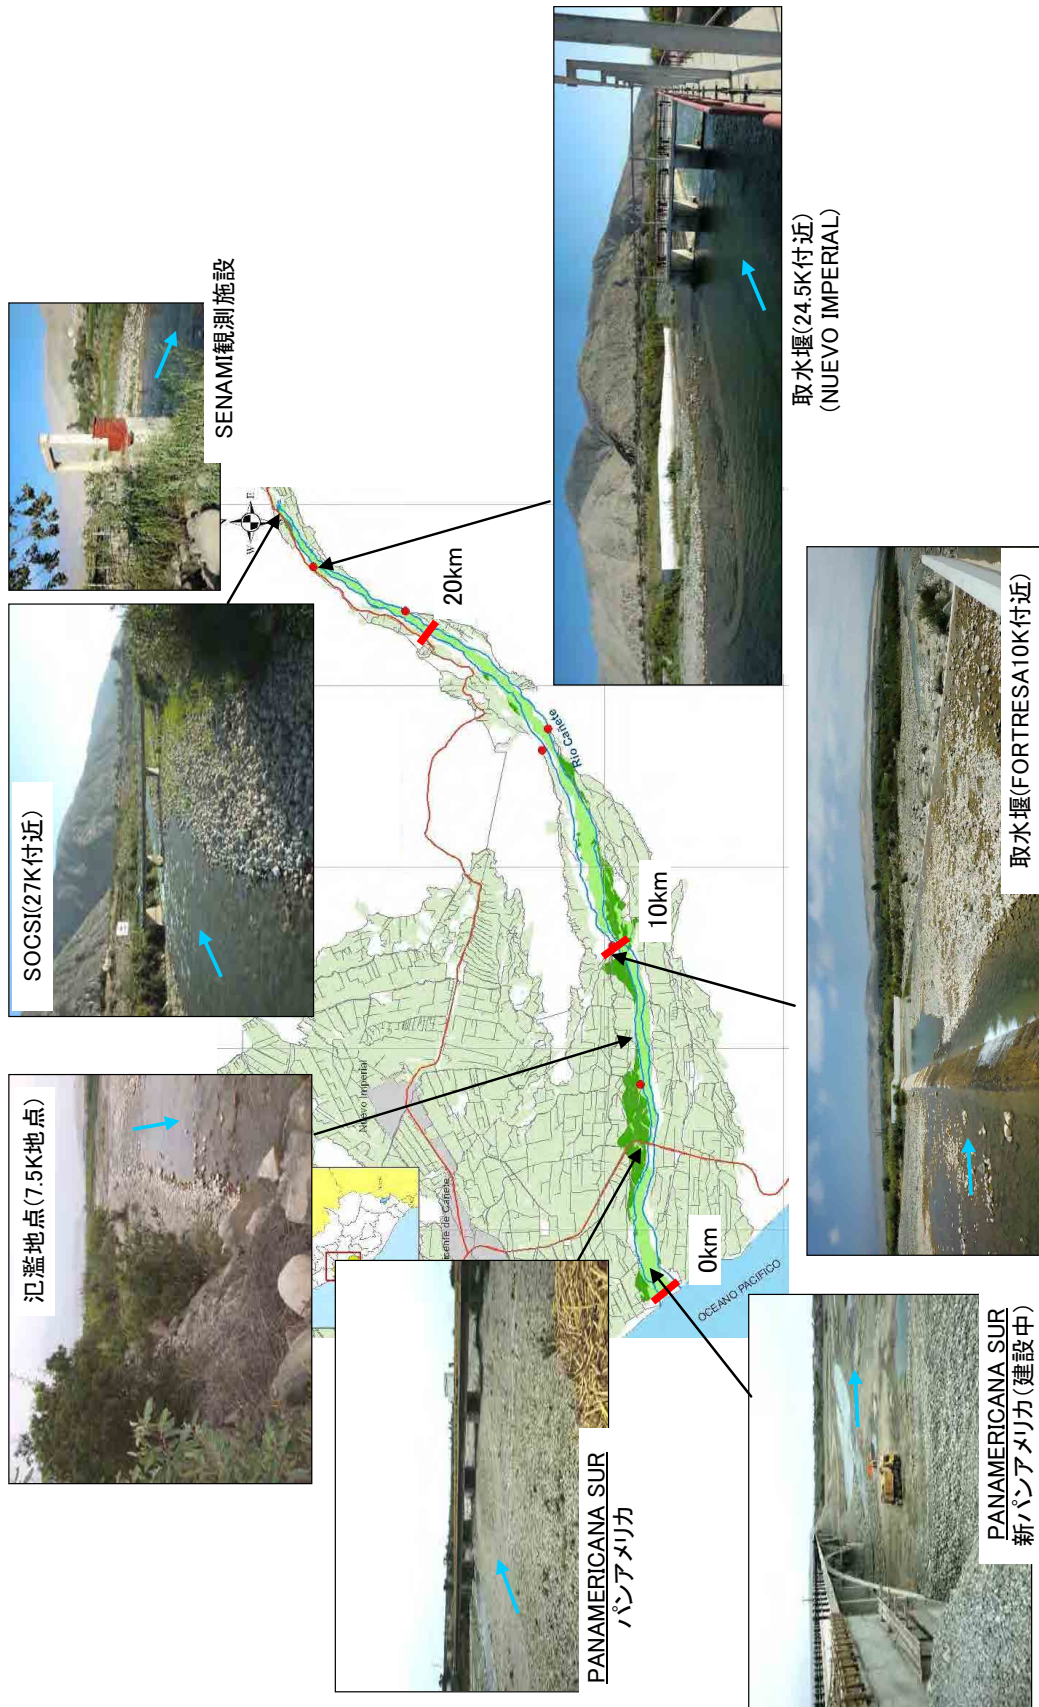 氾濫地点(7.5K地点)
SOCSI(27K付近)
SENAMI観測施設
PANAMERICANA SUR
パンアメリカ
Nuevo Imperial
cente de Cañete
Río Cañete
W
E
0km
10km
20km
OCEANO PACIFICO
PANAMERICANA SUR
新パンアメリカ(建設中)
取水堰(FORTRESA10K付近)
取水堰(24.5K付近)
(NUEVO IMPERIAL)